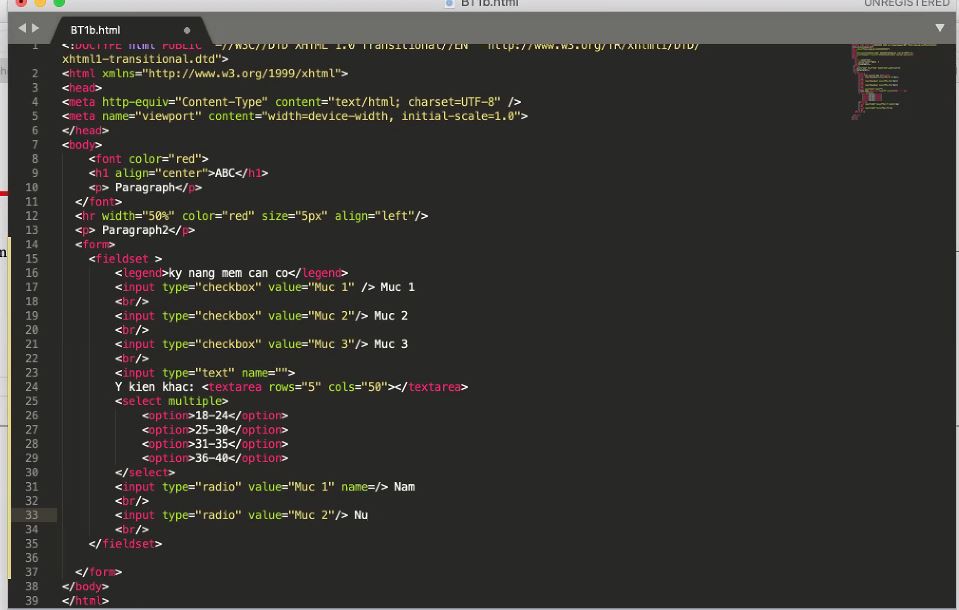 BT1b.html
UNREGISTERED
BT1b.html
1 <!DOCTYPE html PUBLIC "-//W3C//DTD XHTML 1.0 Transitional//EN" "http://www.w3.org/TR/xhtml1/DTD/
xhtml1-transitional.dtd">
2 <html xmlns="http://www.w3.org/1999/xhtml">
3 <head>
4 <meta http-equiv="Content-Type" content="text/html; charset=UTF-8" />
5 <meta name="viewport" content="width=device-width, initial-scale=1.0">
6 </head>
7 <body>
8 <font color="red">
9 <h1 align="center">ABC</h1>
10 <p> Paragraph</p>
11 </font>
12 <hr width="50%" color="red" size="5px" align="left"/>
13 <p> Paragraph2</p>
14 <form>
15 <fieldset >
16 <legend>ky nang mem can co</legend>
17 <input type="checkbox" value="Muc 1" /> Muc 1
18 <br/>
19 <input type="checkbox" value="Muc 2"/> Muc 2
20 <br/>
21 <input type="checkbox" value="Muc 3"/> Muc 3
22 <br/>
23 <input type="text" name="">
24 Y kien khac: <textarea rows="5" cols="50"></textarea>
25 <select multiple>
26 <option>18-24</option>
27 <option>25-30</option>
28 <option>31-35</option>
29 <option>36-40</option>
30 </select>
31 <input type="radio" value="Muc 1" name=/> Nam
32 <br/>
33 <input type="radio" value="Muc 2"/> Nu
34 <br/>
35 </fieldset>
36
37 </form>
38 </body>
39 </html>